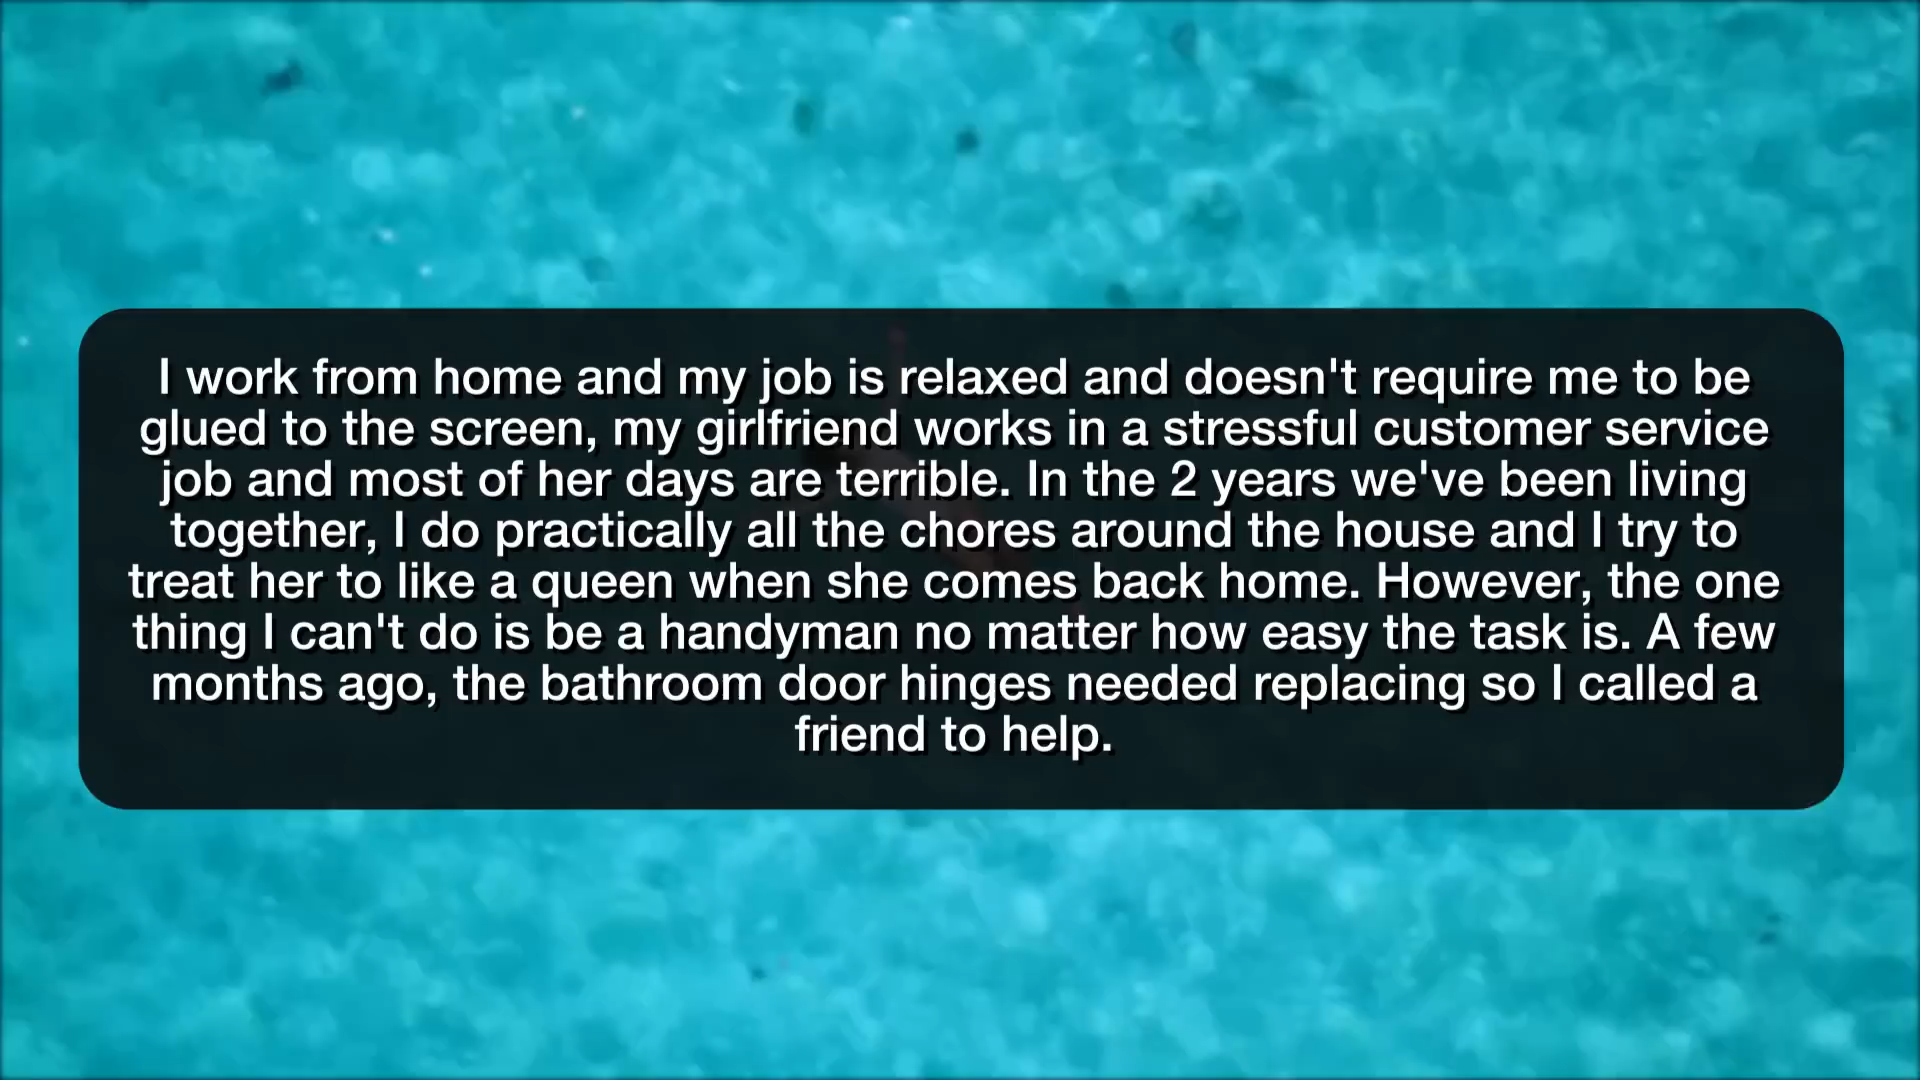 I work from home and my job is relaxed and doesn't require me to be
glued to the screen, my girlfriend works in a stressful customer service
job and most of her days are terrible. In the 2 years we've been living
together, I do practically all the chores around the house and I try to
treat her to like a queen when she comes back home. However, the one
thing I can't do is be a handyman no matter how easy the task is. A few
months ago, the bathroom door hinges needed replacing so I called a
friend to help.